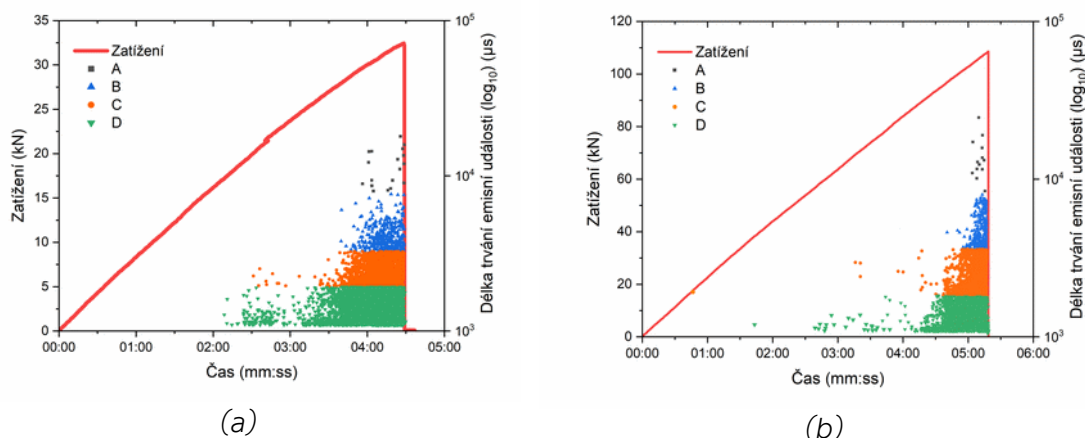 35
30
25
20
15
10
5
0
Zatížení (kN)
Zatížení
A
B
C
D
10⁵
10⁴
10³
Délka trvání emisní události (log₁₀) (µs)
00:00 01:00 02:00 03:00 04:00 05:00
Čas (mm:ss)
(a)
120
100
80
60
40
20
0
Zatížení (kN)
Zatížení
A
B
C
D
10⁵
10⁴
10³
Délka trvání emisní události (log₁₀) (µs)
00:00 01:00 02:00 03:00 04:00 05:00 06:00
Čas (mm:ss)
(b)